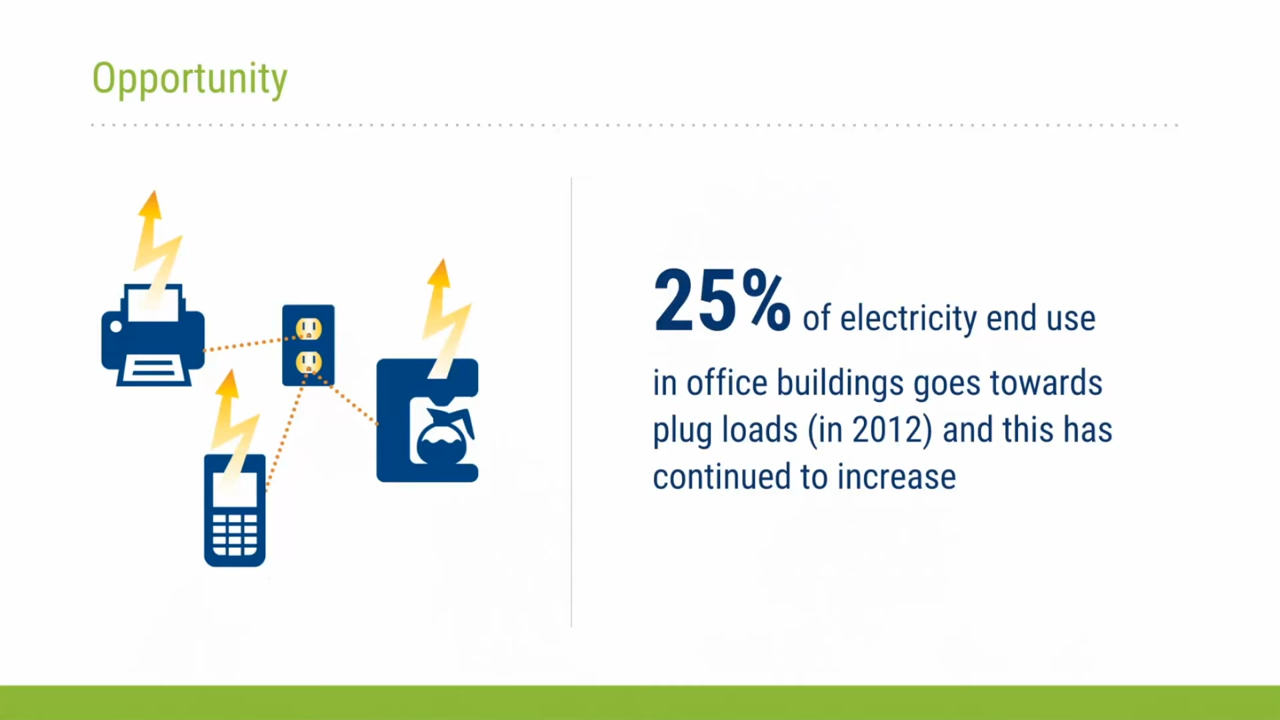 Opportunity
25% of electricity end use
in office buildings goes towards
plug loads (in 2012) and this has
continued to increase